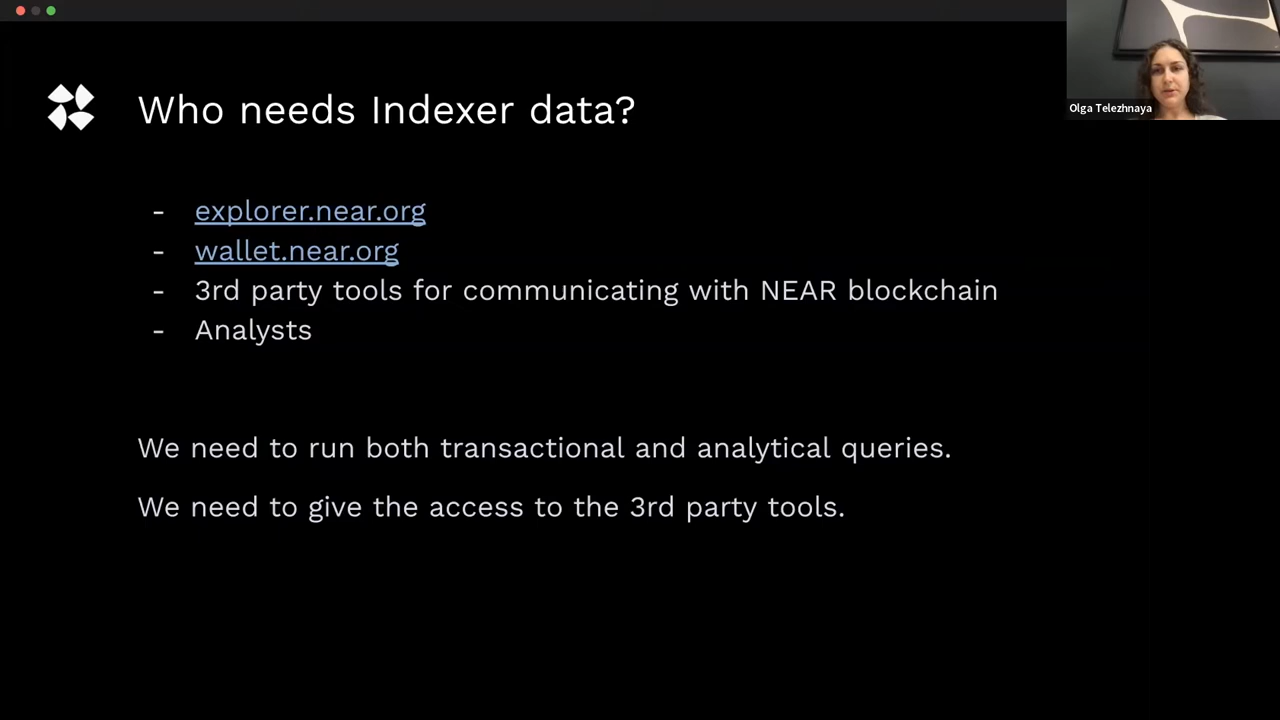 Who needs Indexer data?
- explorer.near.org
- wallet.near.org
- 3rd party tools for communicating with NEAR blockchain
- Analysts
We need to run both transactional and analytical queries.
We need to give the access to the 3rd party tools.
Olga Telezhnaya